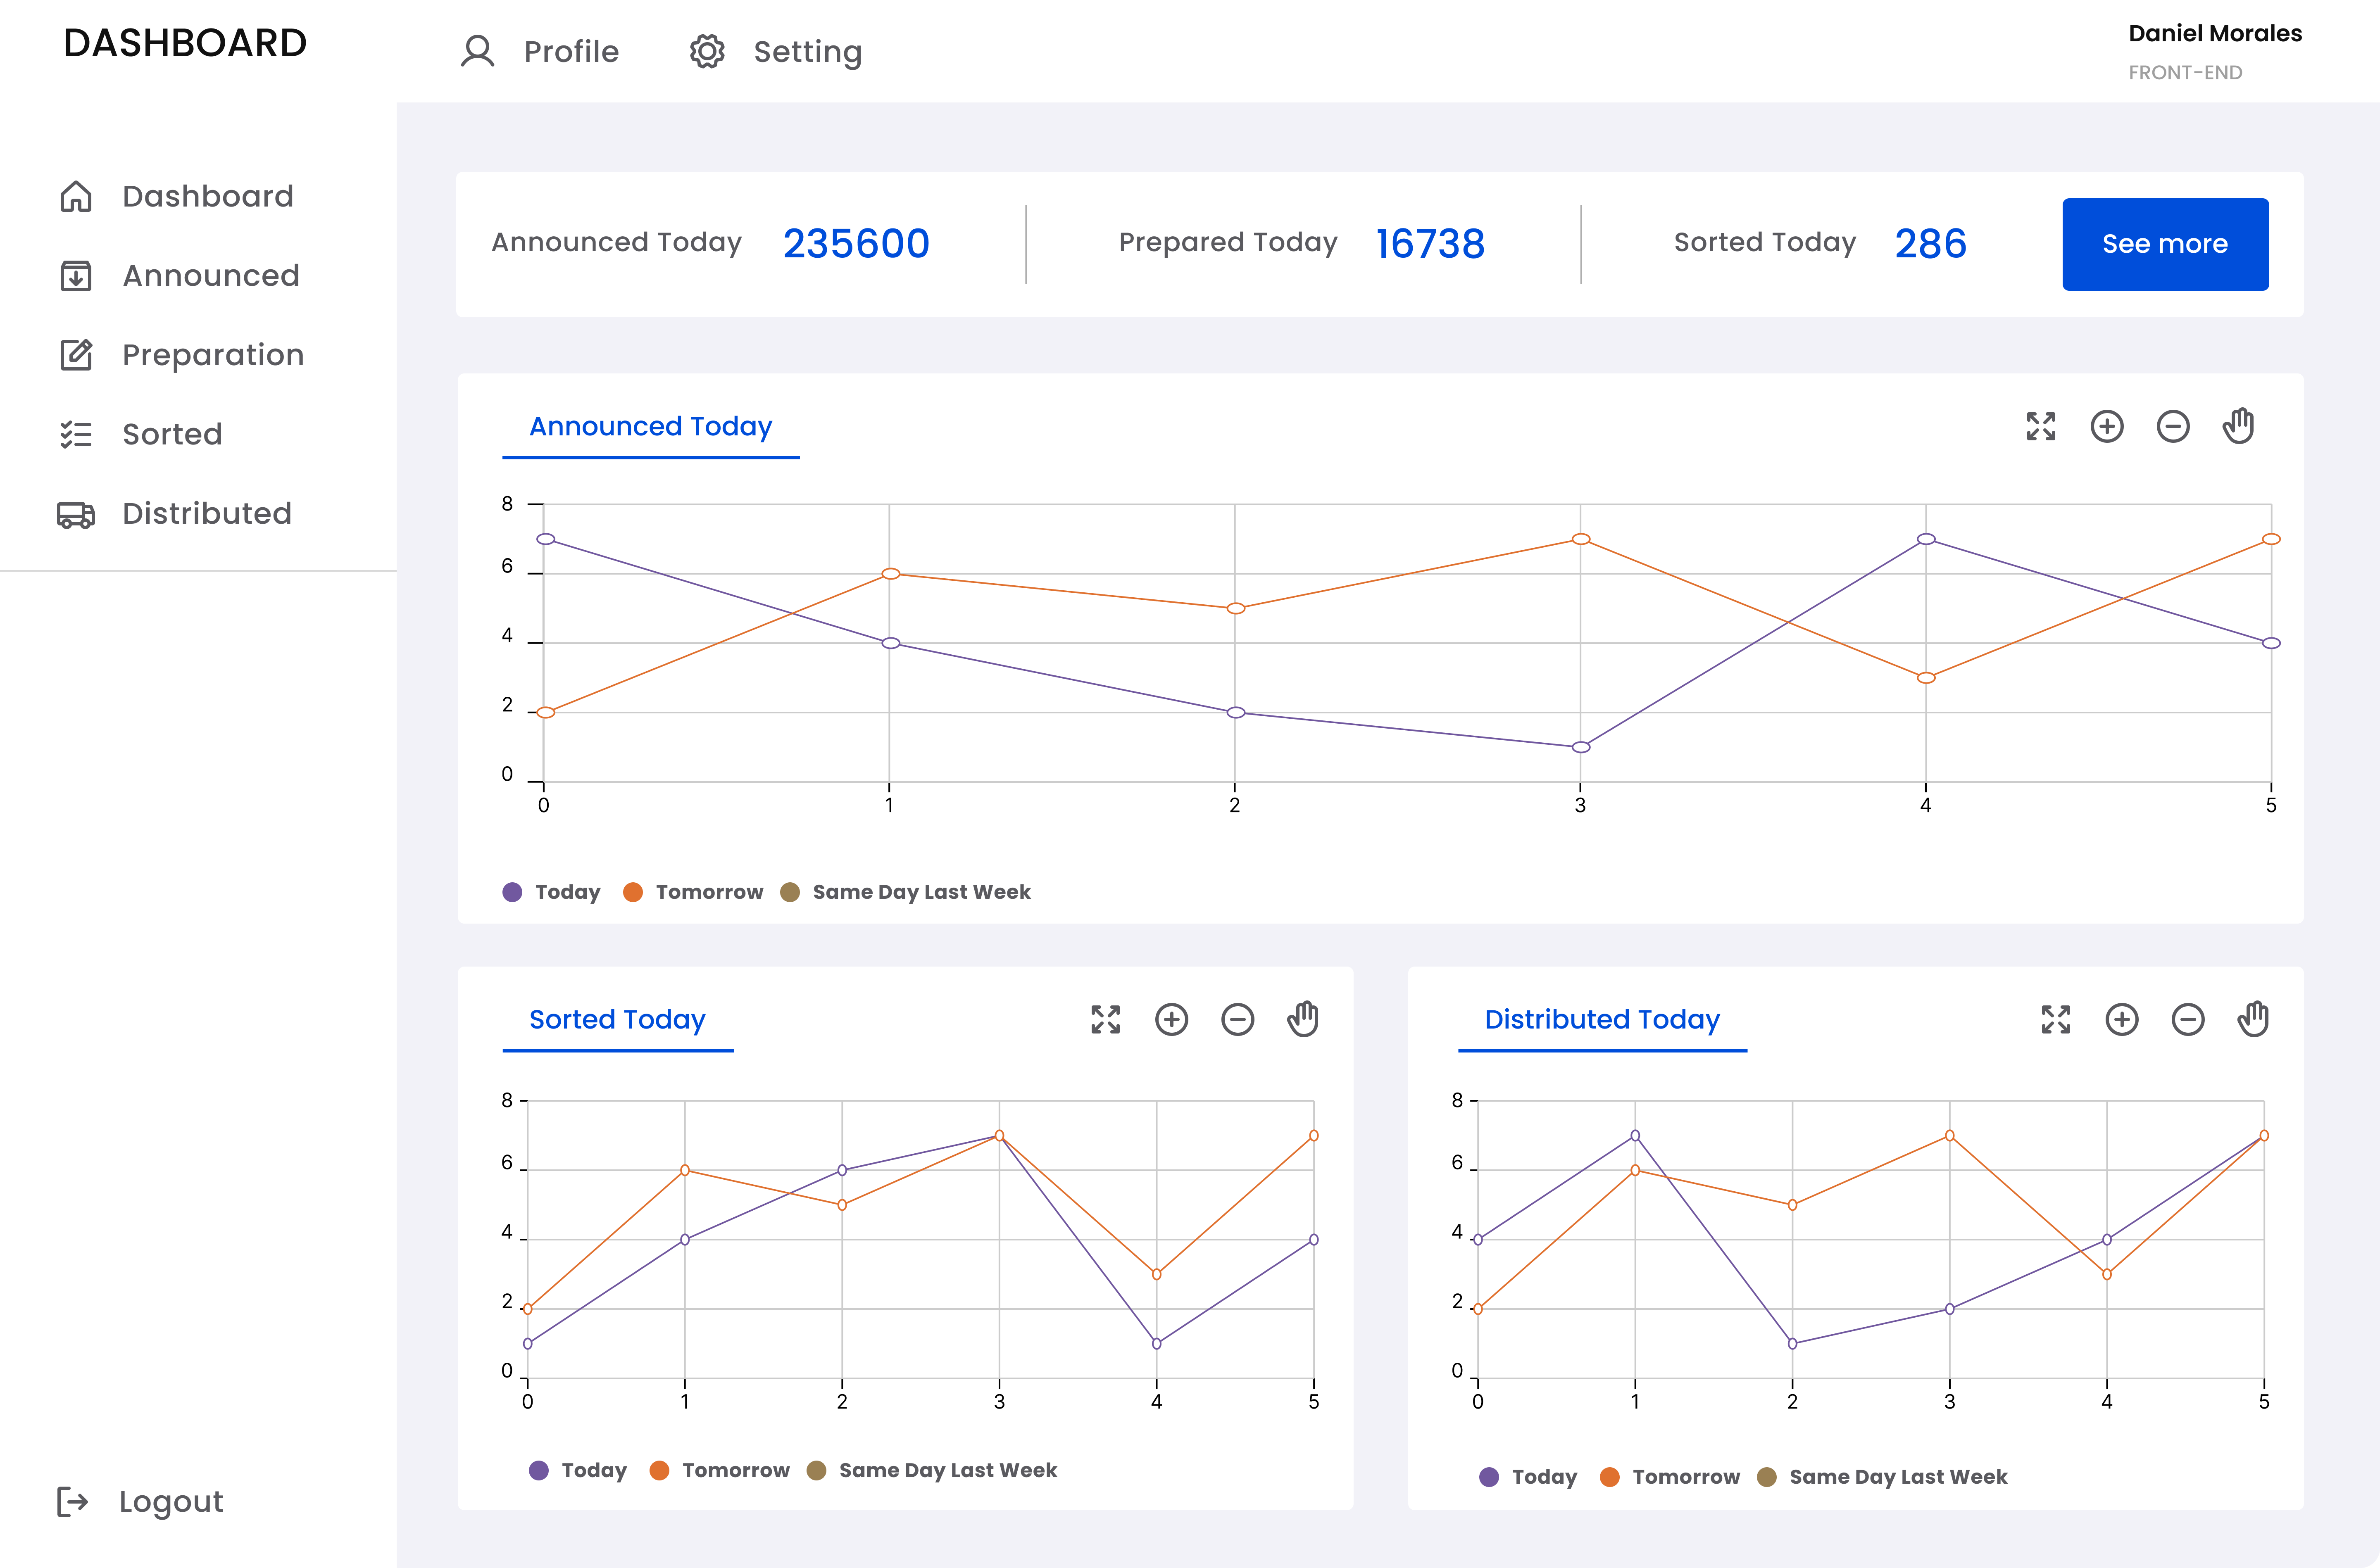 DASHBOARD
Profile
Setting
Daniel Morales
FRONT-END
Dashboard
Announced
Preparation
Sorted
Distributed
Logout
Announced Today 235600
Prepared Today 16738
Sorted Today 286
See more
Announced Today
8
6
4
2
0
0 1 2 3 4 5
Today Tomorrow Same Day Last Week
Sorted Today
8
6
4
2
0
0 1 2 3 4 5
Today Tomorrow Same Day Last Week
Distributed Today
8
6
4
2
0
0 1 2 3 4 5
Today Tomorrow Same Day Last Week